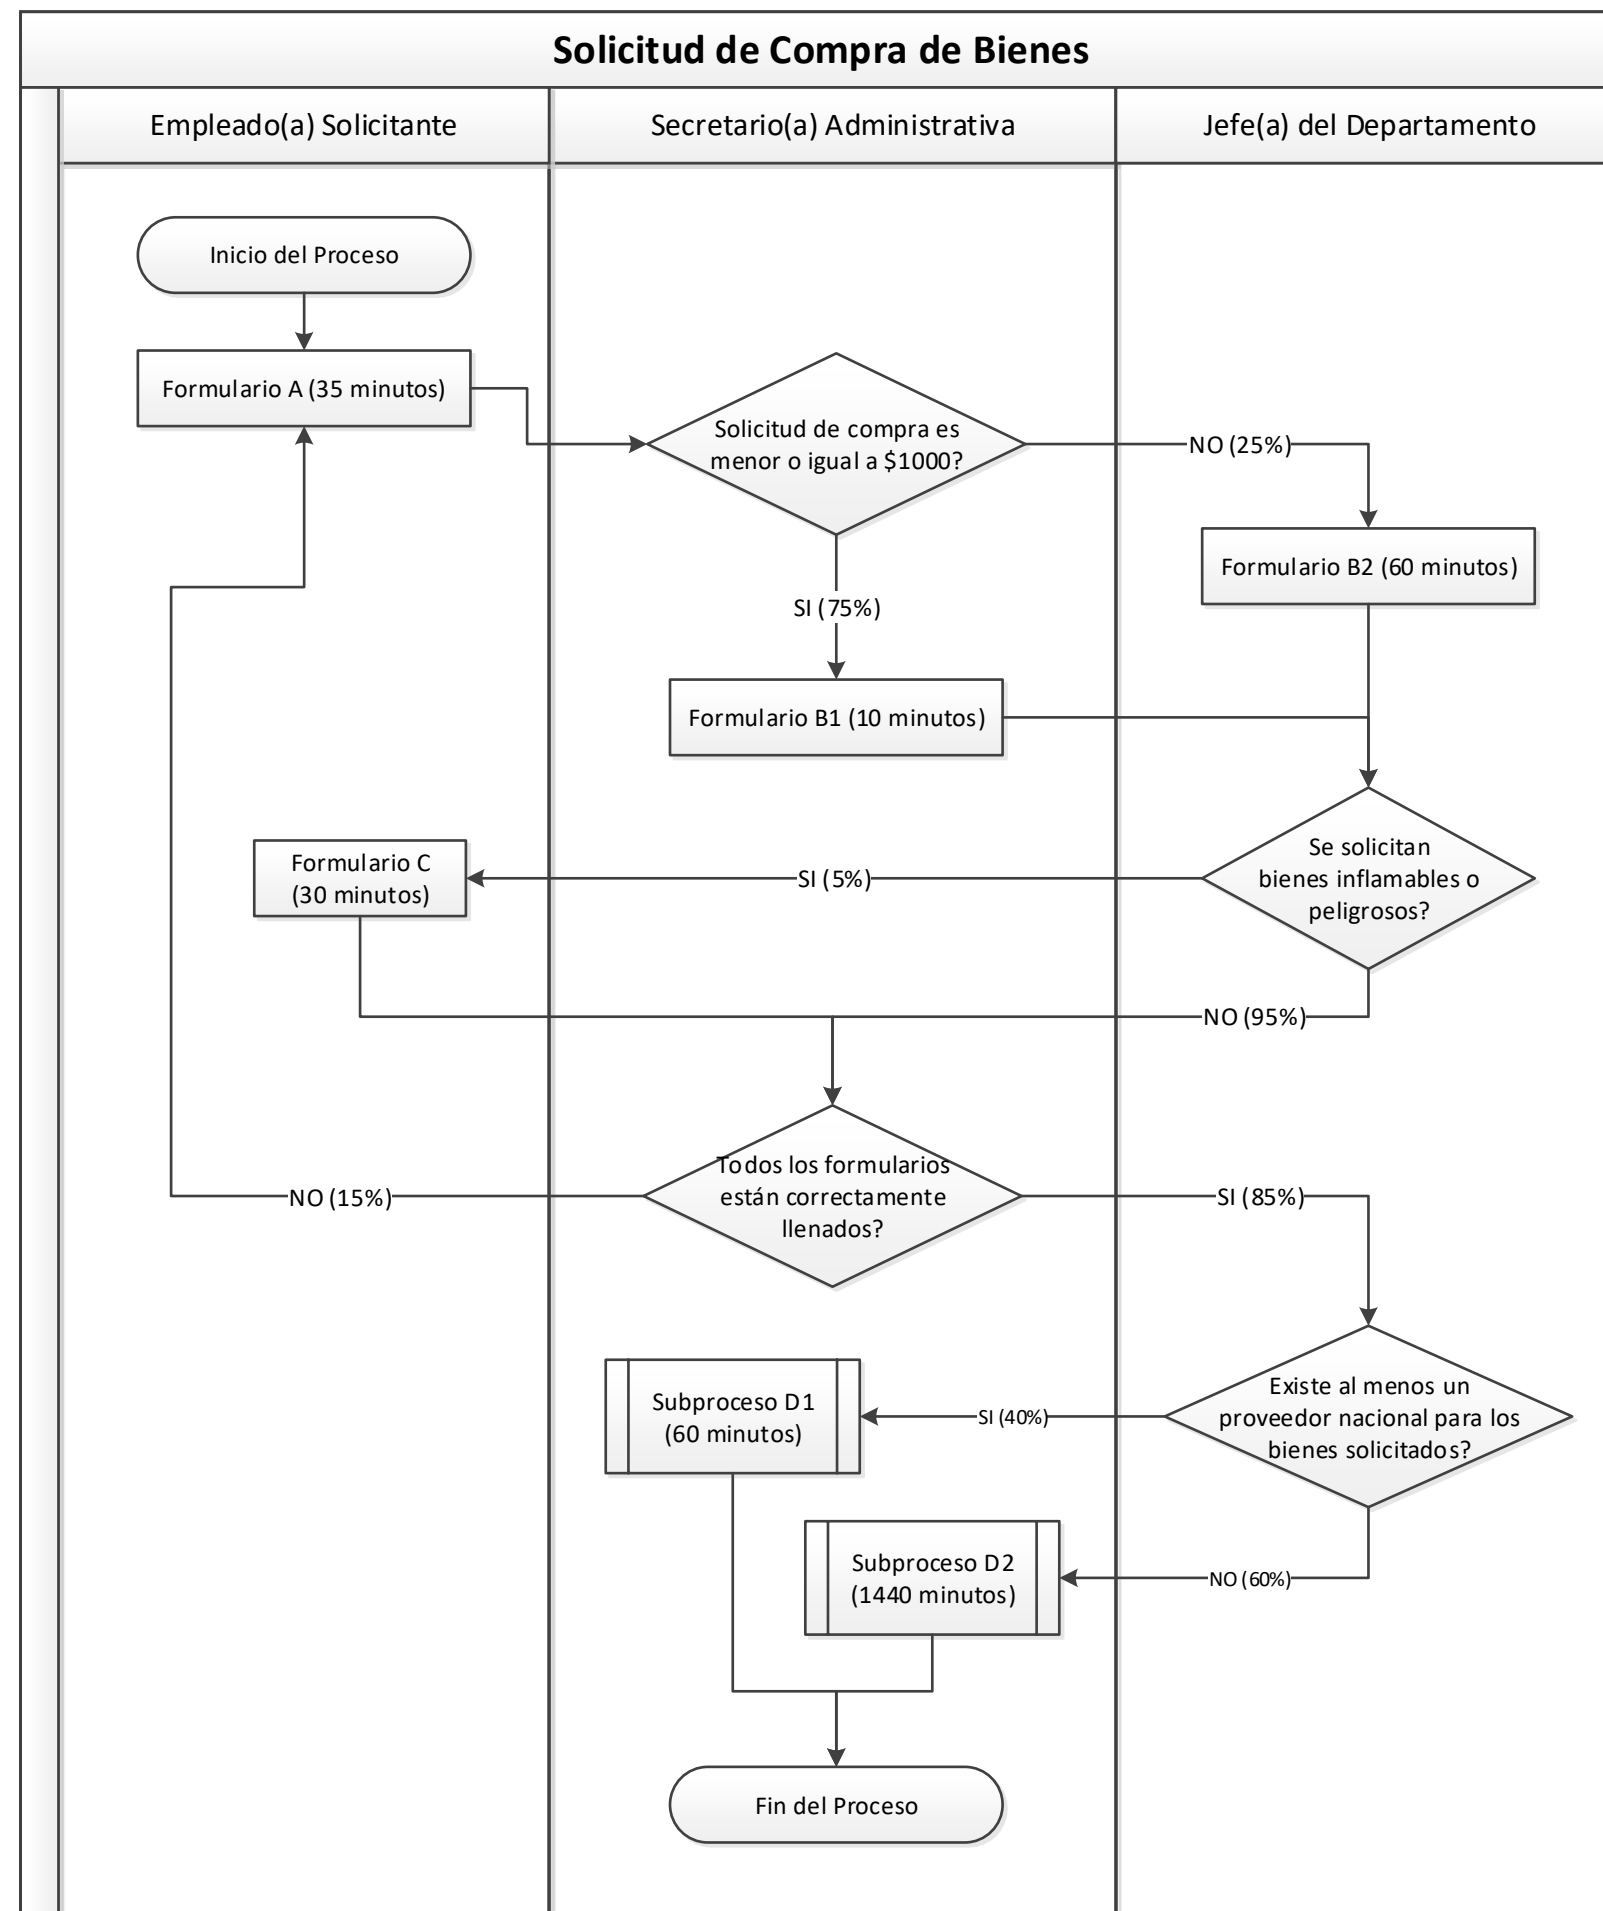 Solicitud de Compra de Bienes
Empleado(a) Solicitante
Secretario(a) Administrativa
Jefe(a) del Departamento
Inicio del Proceso
Formulario A (35 minutos)
Solicitud de compra es
menor o igual a $1000?
NO (25%)
Formulario B2 (60 minutos)
SI (75%)
Formulario B1 (10 minutos)
Se solicitan
bienes inflamables o
peligrosos?
SI (5%)
Formulario C
(30 minutos)
NO (95%)
Todos los formularios
están correctamente
llenados?
NO (15%)
SI (85%)
Existe al menos un
proveedor nacional para los
bienes solicitados?
SI (40%)
Subproceso D1
(60 minutos)
NO (60%)
Subproceso D2
(1440 minutos)
Fin del Proceso